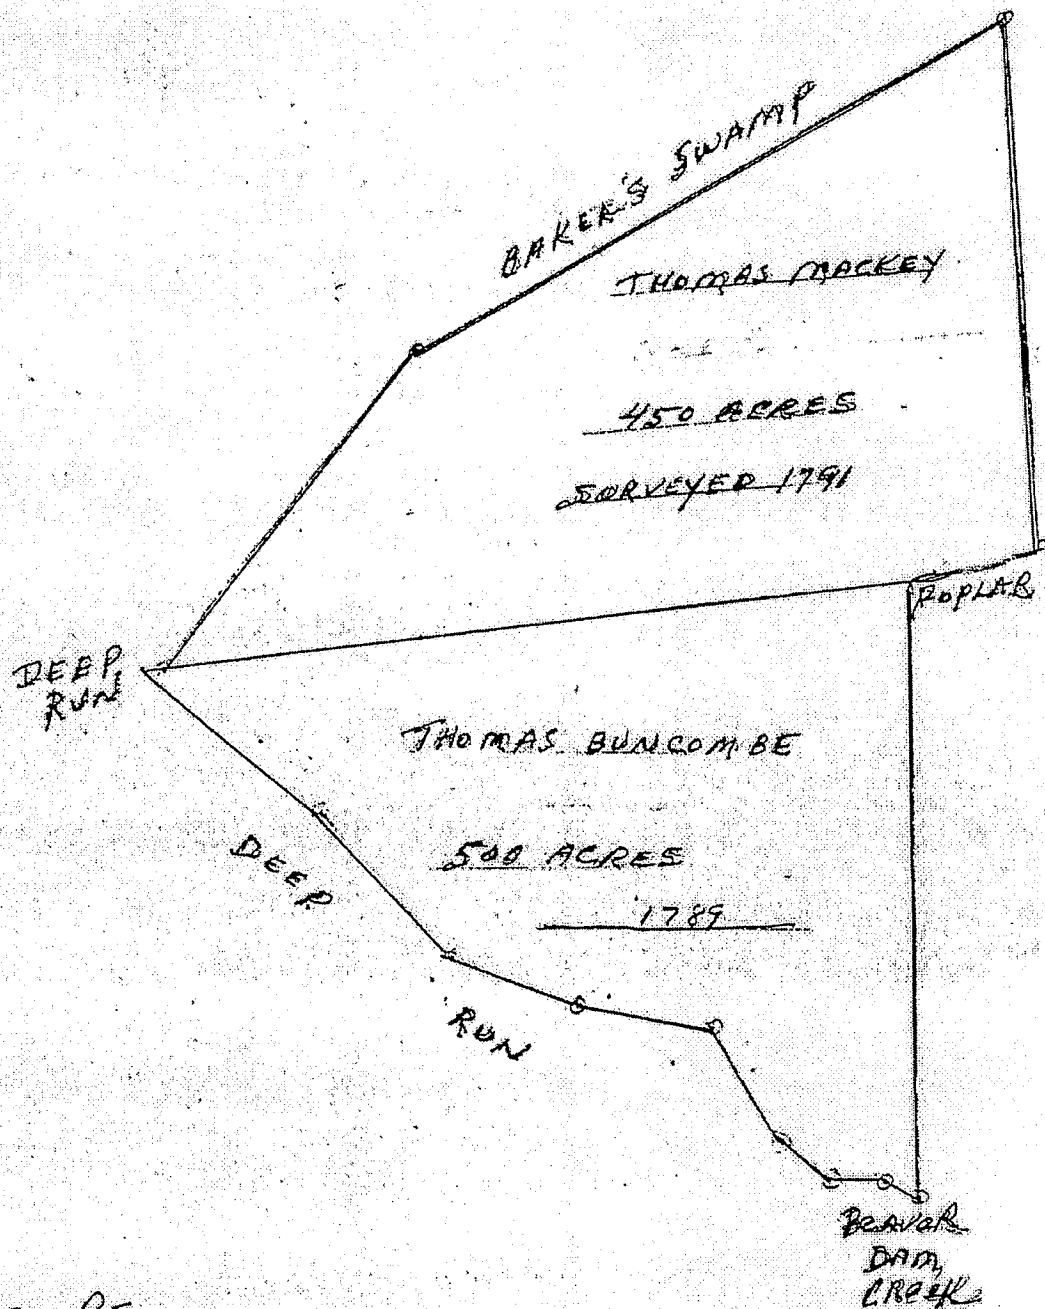 BAKER'S SWAMP
THOMAS MACKEY
450 ACRES
SURVEYED 1791
POPLAR
DEEP
RUN
THOMAS BUNCOMBE
500 ACRES
1789
DEEP
RUN
BEAVER
DAM
CREEK